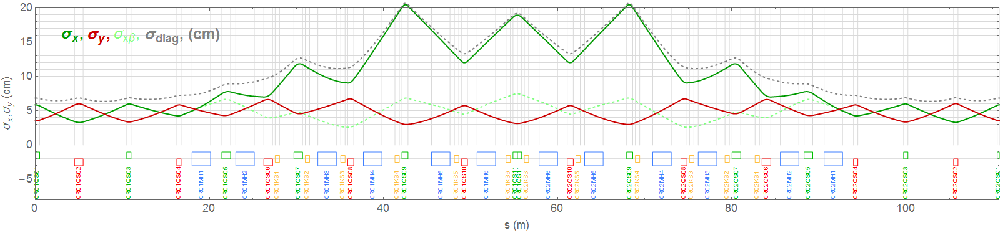 20
15
10
5
0
−5
σx, σy (cm)
σx, σy, σxβ, σdiag, (cm)
CR01QS01
CR01QS02
CR01QS03
CR01QS04
CR01MH1
CR01QS05
CR01MH2
CR01QS06
CR01KS1
CR01QS07
CR01KS2
CR01MH3
CR01KS3
CR01QS08
CR01MH4
CR01KS4
CR01QS09
CR01MH5
CR01KS5
CR01QS10
CR01MH6
CR01KS6
CR01QS11
CR02KS6
CR02MH6
CR02QS10
CR02KS5
CR02MH5
CR02QS09
CR02KS4
CR02MH4
CR02QS08
CR02KS3
CR02MH3
CR02KS2
CR02QS07
CR02KS1
CR02QS06
CR02MH2
CR02QS05
CR02MH1
CR02QS04
CR02QS03
CR02QS02
CR02QS01
0 20 40 60 80 100
s (m)